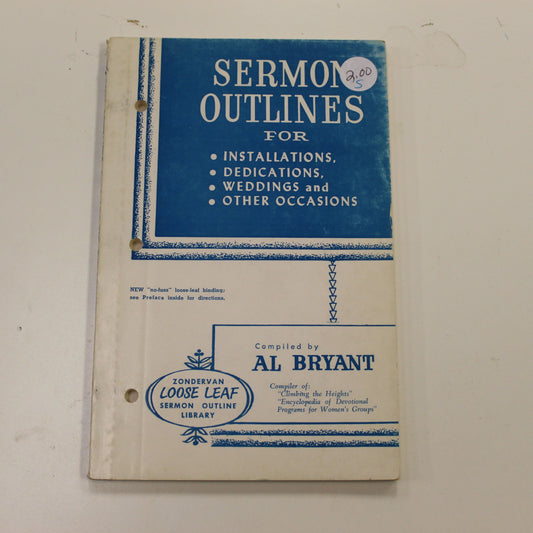 SERMON
2.00
S
OUTLINES
FOR
• INSTALLATIONS,
• DEDICATIONS,
• WEDDINGS and
• OTHER OCCASIONS
NEW "no-fuss" loose-leaf binding;
see Preface inside for directions.
Compiled by
AL BRYANT
Compiler of:
"Climbing the Heights"
"Encyclopedia of Devotional
Programs for Women's Groups"
ZONDERVAN
LOOSE LEAF
SERMON OUTLINE
LIBRARY